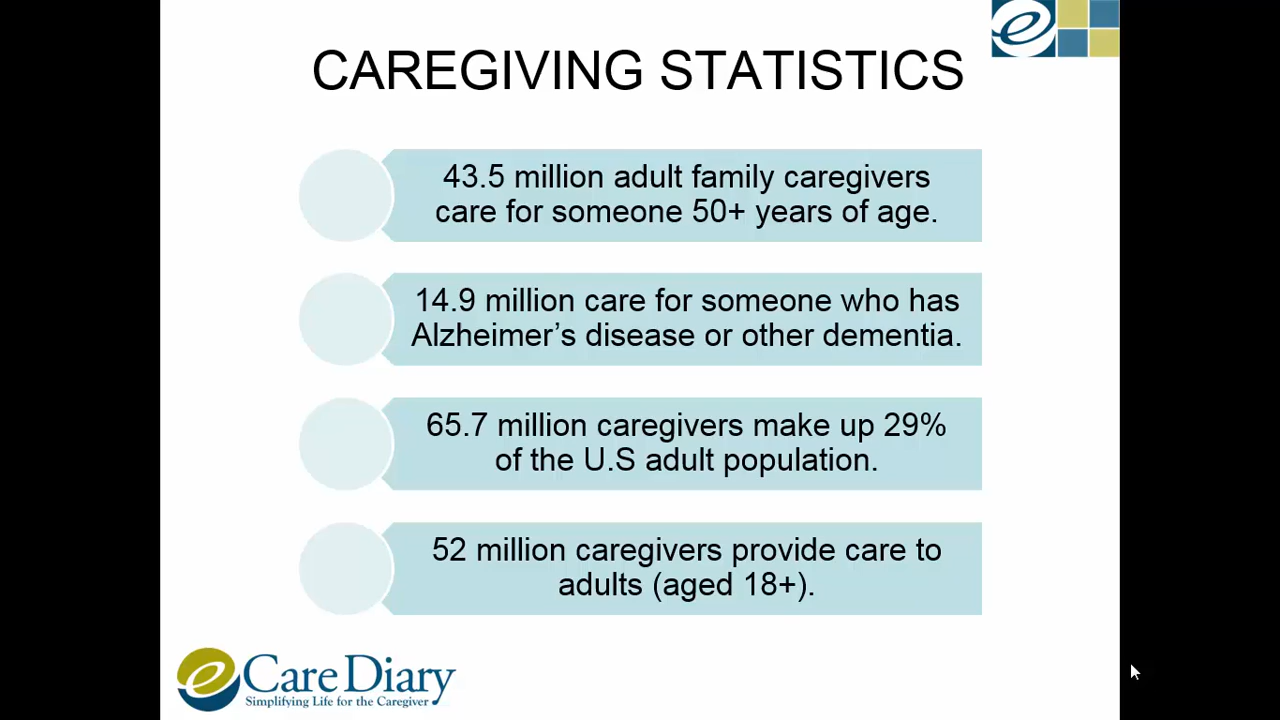 CAREGIVING STATISTICS
43.5 million adult family caregivers
care for someone 50+ years of age.
14.9 million care for someone who has
Alzheimer’s disease or other dementia.
65.7 million caregivers make up 29%
of the U.S adult population.
52 million caregivers provide care to
adults (aged 18+).
e Care Diary
Simplifying Life for the Caregiver